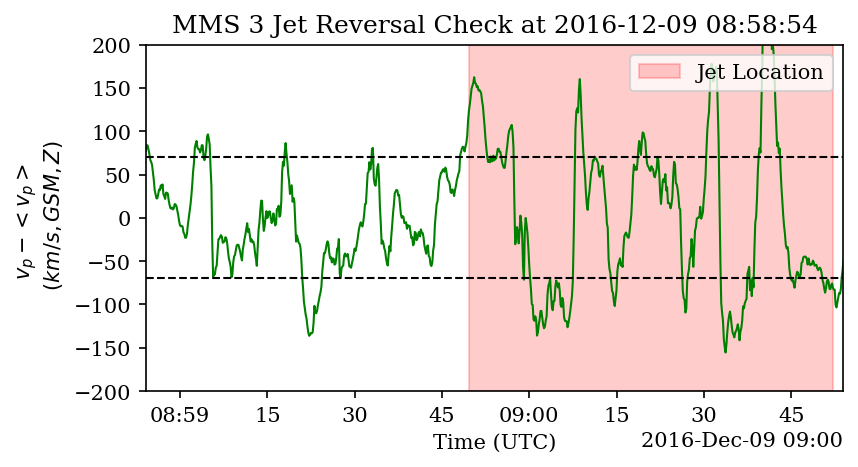 MMS 3 Jet Reversal Check at 2016-12-09 08:58:54
v_p − <v_p>
(km/s, GSM, Z)
200
150
100
50
0
−50
−100
−150
−200
Jet Location
08:59 15 30 45 09:00 15 30 45
Time (UTC)
2016-Dec-09 09:00